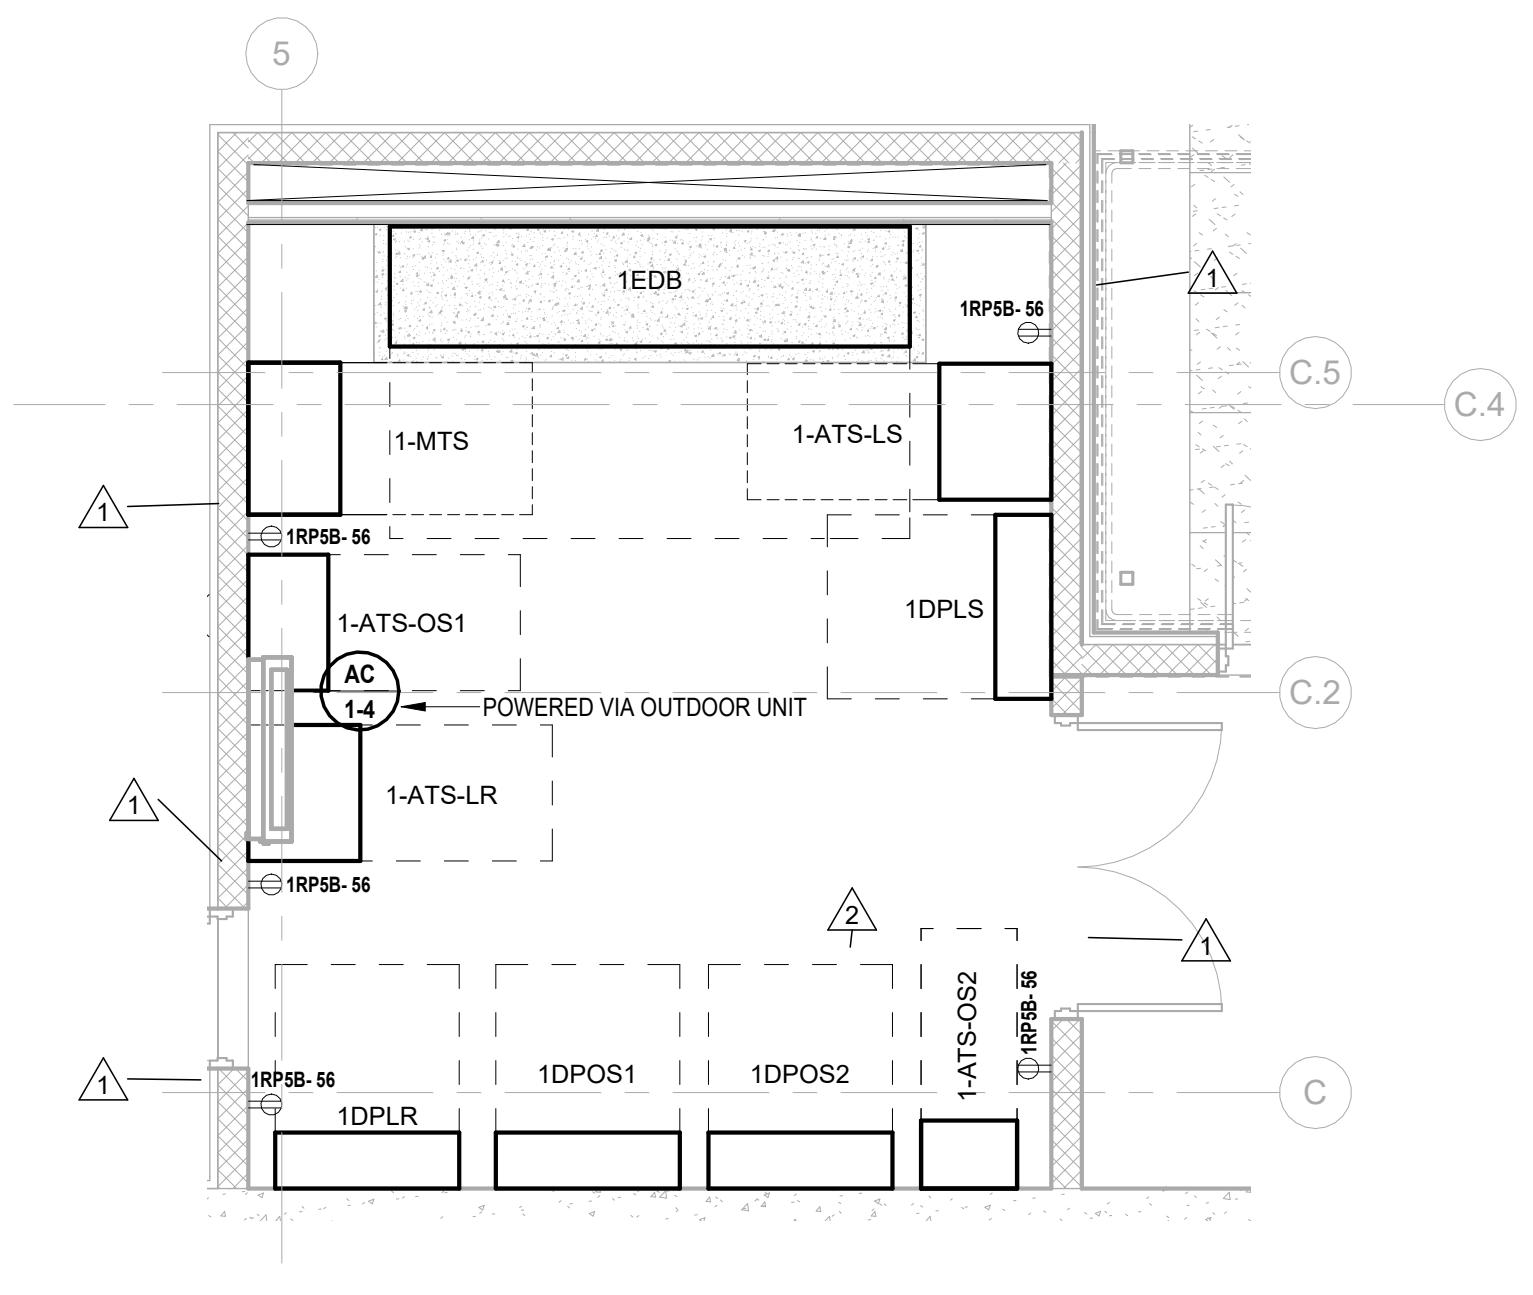 5
1EDB
1
1RP5B- 56
C.5
C.4
1-MTS
1-ATS-LS
1
1RP5B- 56
1-ATS-OS1
1DPLS
AC
1-4
POWERED VIA OUTDOOR UNIT
C.2
1-ATS-LR
1
1RP5B- 56
2
1
1-ATS-OS2
1RP5B- 56
1
1RP5B- 56
1DPOS1
1DPOS2
C
1DPLR